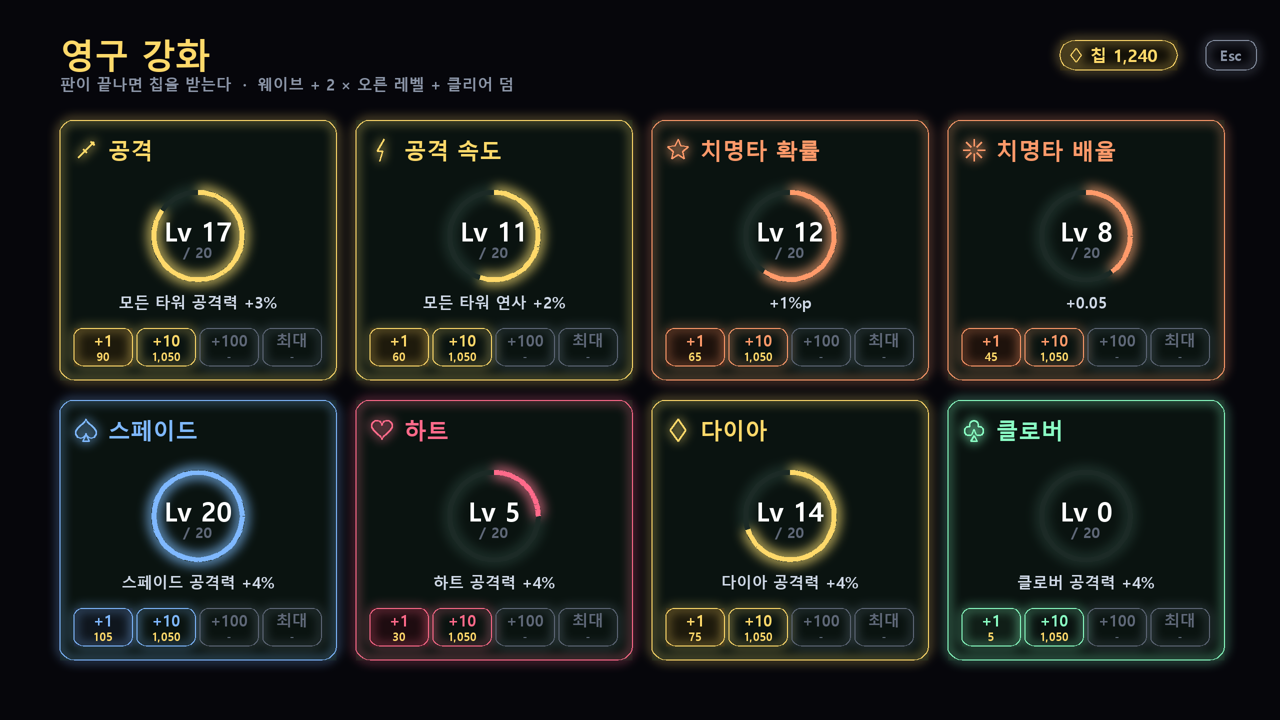 영구 강화
칩 1,240
Esc
판이 끝나면 칩을 받는다 · 웨이브 + 2 × 오른 레벨 + 클리어 덤
공격
Lv 17
/ 20
모든 타워 공격력 +3%
+1 +10 +100 최대
90 1,050 - -
공격 속도
Lv 11
/ 20
모든 타워 연사 +2%
+1 +10 +100 최대
60 1,050 - -
치명타 확률
Lv 12
/ 20
+1%p
+1 +10 +100 최대
65 1,050 - -
치명타 배율
Lv 8
/ 20
+0.05
+1 +10 +100 최대
45 1,050 - -
스페이드
Lv 20
/ 20
스페이드 공격력 +4%
+1 +10 +100 최대
105 1,050 - -
하트
Lv 5
/ 20
하트 공격력 +4%
+1 +10 +100 최대
30 1,050 - -
다이아
Lv 14
/ 20
다이아 공격력 +4%
+1 +10 +100 최대
75 1,050 - -
클로버
Lv 0
/ 20
클로버 공격력 +4%
+1 +10 +100 최대
5 1,050 - -